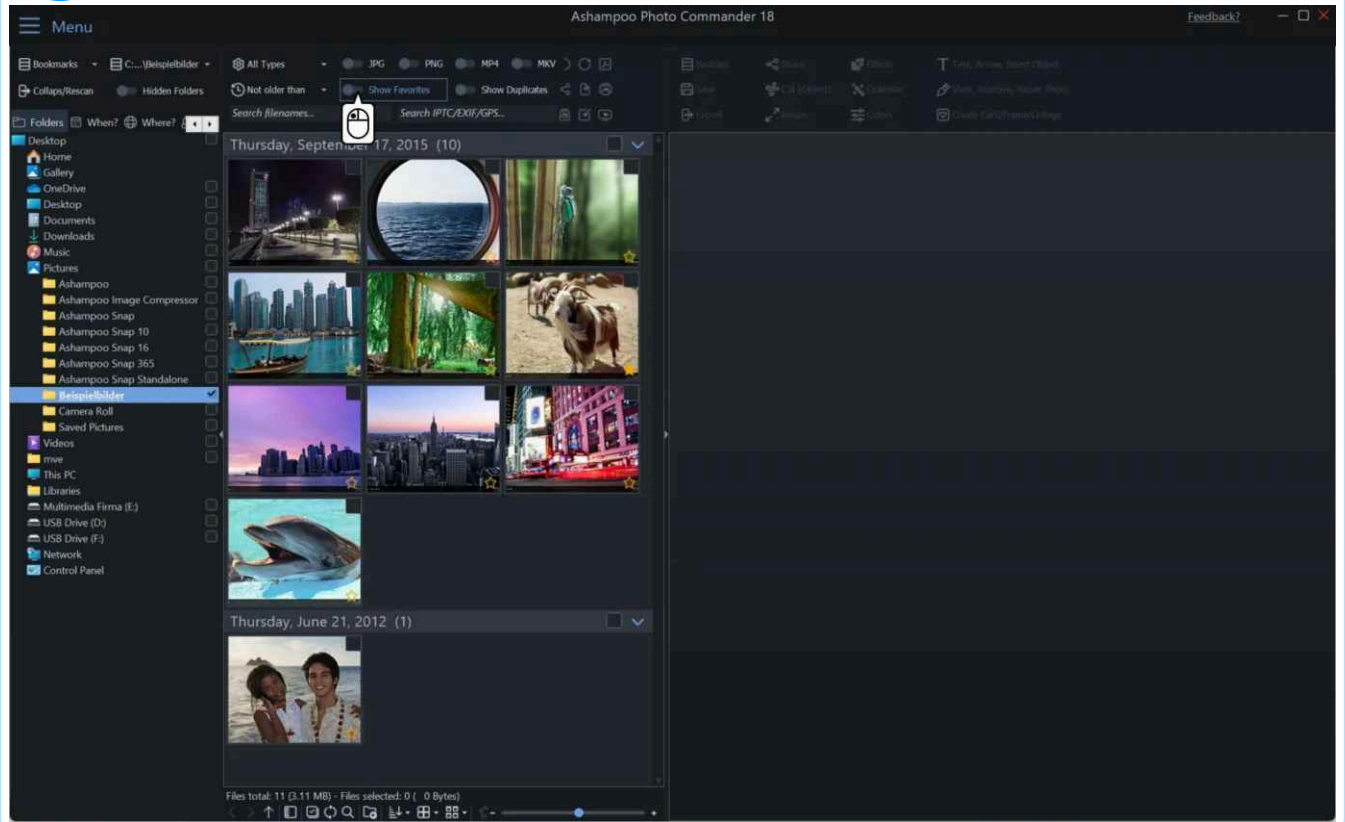 Ashampoo Photo Commander 18
Feedback?
Menu
Bookmarks
C:...\Beispielbilder
All Types
JPG
PNG
MP4
MKV
Collaps/Rescan
Hidden Folders
Not older than
Show Favorites
Show Duplicates
Search filenames...
Search IPTC/EXIF/GPS...
Folders
When?
Where?
Desktop
Home
Gallery
OneDrive
Desktop
Documents
Downloads
Music
Pictures
Ashampoo
Ashampoo Image Compressor
Ashampoo Snap
Ashampoo Snap 10
Ashampoo Snap 16
Ashampoo Snap 365
Ashampoo Snap Standalone
Beispielbilder
Camera Roll
Saved Pictures
Videos
mve
This PC
Libraries
Multimedia Firma (E:)
USB Drive (D:)
USB Drive (F:)
Network
Control Panel
Thursday, September 17, 2015 (10)
Thursday, June 21, 2012 (1)
Files total: 11 (3.11 MB) - Files selected: 0 ( 0 Bytes)
Save
Export
Effects